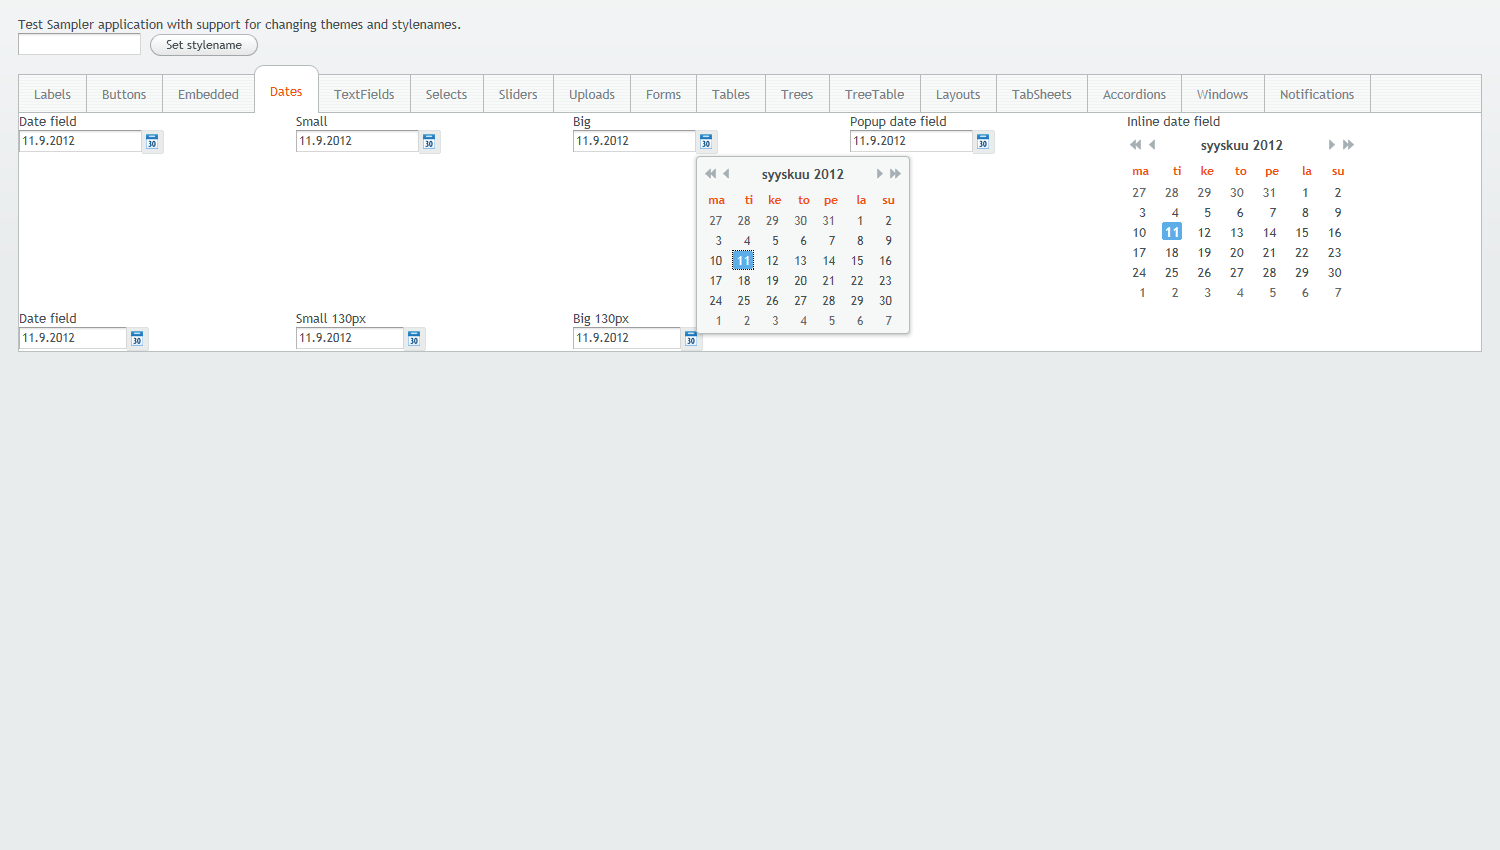 Test Sampler application with support for changing themes and stylenames.
Set stylename
Labels Buttons Embedded Dates TextFields Selects Sliders Uploads Forms Tables Trees TreeTable Layouts TabSheets Accordions Windows Notifications
Date field Small Big Popup date field Inline date field
11.9.2012 30 11.9.2012 30 11.9.2012 30 11.9.2012 30
syyskuu 2012
ma ti ke to pe la su
27 28 29 30 31 1 2
3 4 5 6 7 8 9
10 11 12 13 14 15 16
17 18 19 20 21 22 23
24 25 26 27 28 29 30
1 2 3 4 5 6 7
syyskuu 2012
ma ti ke to pe la su
27 28 29 30 31 1 2
3 4 5 6 7 8 9
10 11 12 13 14 15 16
17 18 19 20 21 22 23
24 25 26 27 28 29 30
1 2 3 4 5 6 7
Date field Small 130px Big 130px
11.9.2012 30 11.9.2012 30 11.9.2012 30